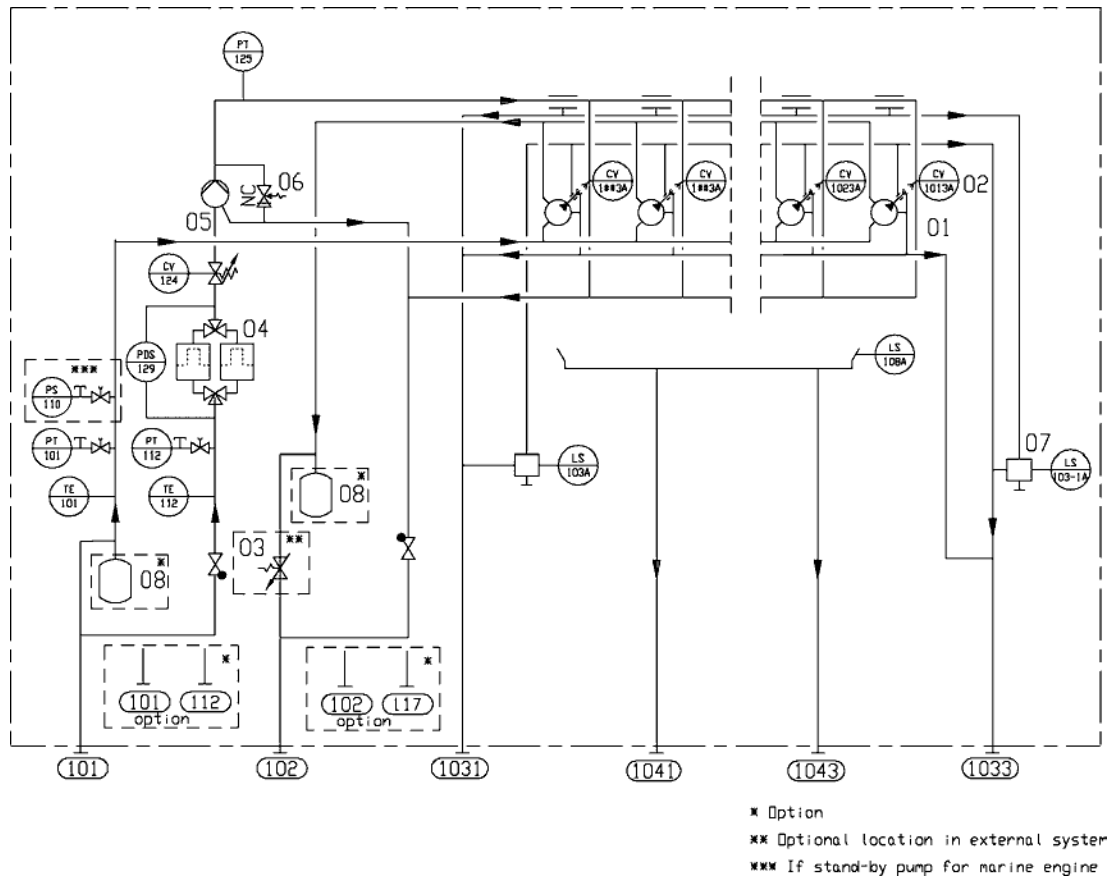 PT
125
06
NC
05
CV
1**3A
CV
1**3A
CV
1023A
CV
1013A
02
01
CV
124
04
PDS
129
LS
108A
***
PS
110
PT
101
PT
112
TE
101
TE
112
*
08
*
08
03
**
LS
103A
07
LS
103-1A
*
101
112
option
*
102
117
option
101
102
1031
1041
1043
1033
* Option
** Optional location in external system
*** If stand-by pump for marine engine